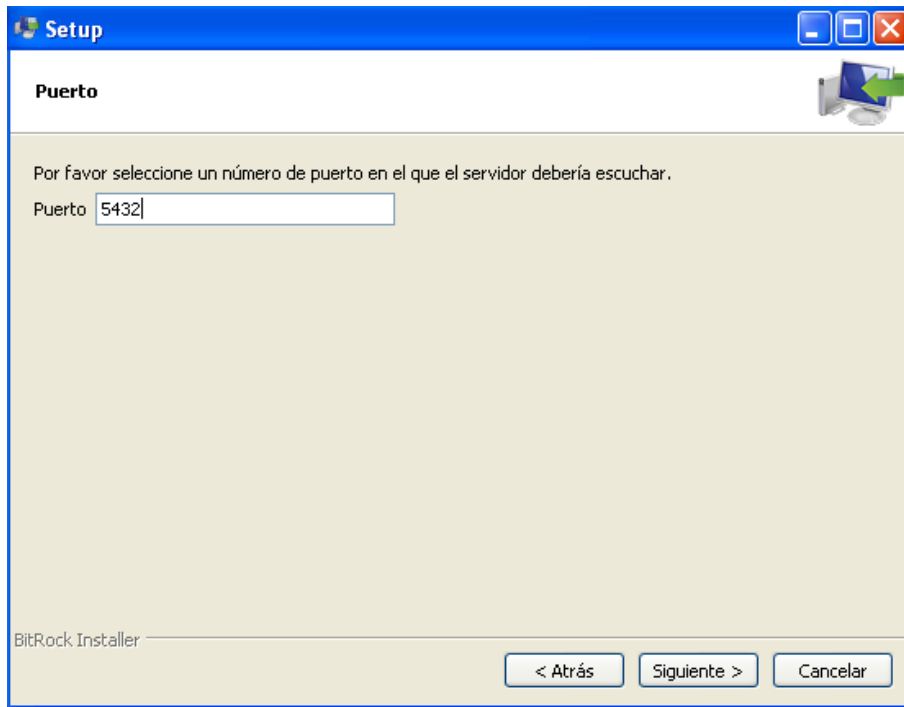 Setup
Puerto
Por favor seleccione un número de puerto en el que el servidor debería escuchar.
Puerto 5432
BitRock Installer
< Atrás Siguiente > Cancelar